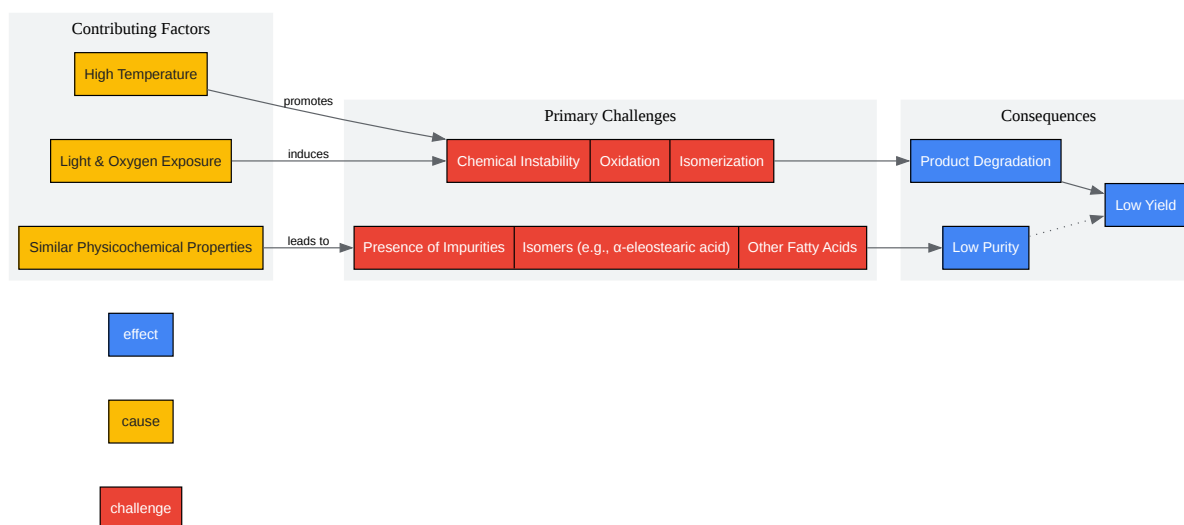 Contributing Factors
High Temperature
promotes
Light & Oxygen Exposure
induces
Similar Physicochemical Properties
leads to
Primary Challenges
Chemical Instability
Oxidation
Isomerization
Presence of Impurities
Isomers (e.g., α-eleostearic acid)
Other Fatty Acids
Consequences
Product Degradation
Low Yield
Low Purity
effect
cause
challenge